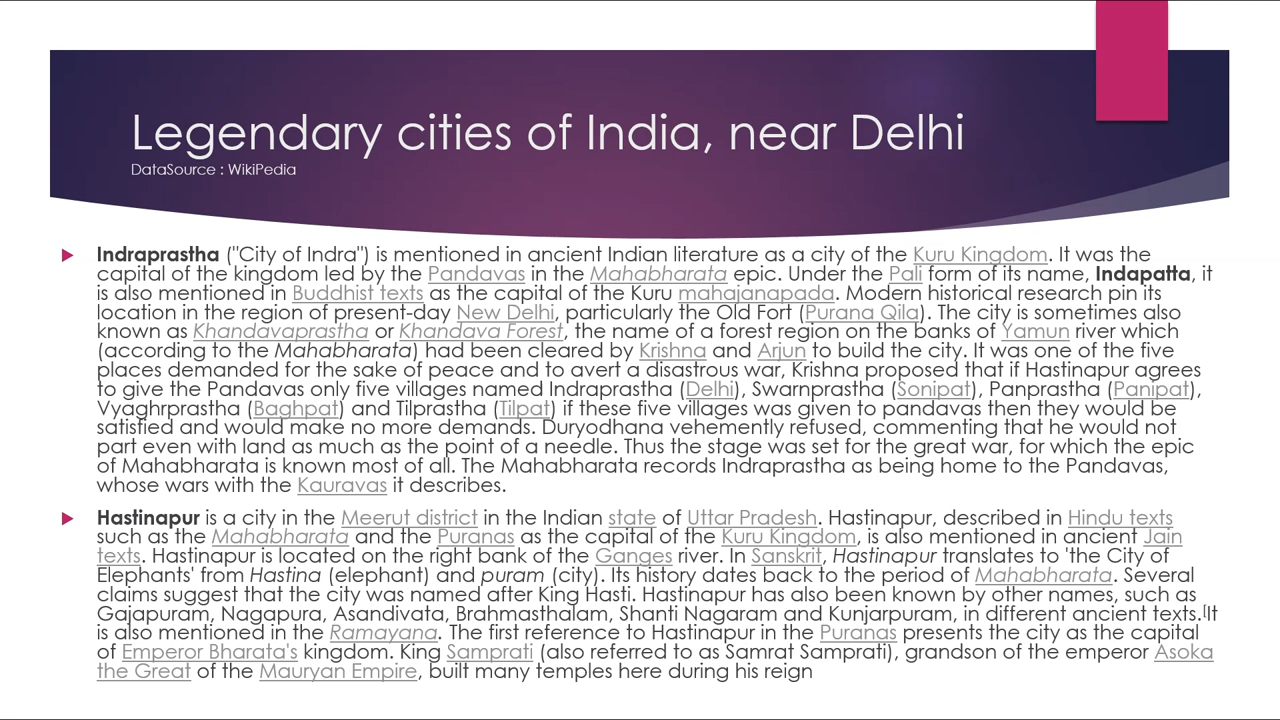 Legendary cities of India, near Delhi
DataSource : WikiPedia
Indraprastha ("City of Indra") is mentioned in ancient Indian literature as a city of the Kuru Kingdom. It was the
capital of the kingdom led by the Pandavas in the Mahabharata epic. Under the Pali form of its name, Indapatta, it
is also mentioned in Buddhist texts as the capital of the Kuru mahajanapada. Modern historical research pin its
location in the region of present-day New Delhi, particularly the Old Fort (Purana Qila). The city is sometimes also
known as Khandavaprastha or Khandava Forest, the name of a forest region on the banks of Yamun river which
(according to the Mahabharata) had been cleared by Krishna and Arjun to build the city. It was one of the five
places demanded for the sake of peace and to avert a disastrous war, Krishna proposed that if Hastinapur agrees
to give the Pandavas only five villages named Indraprastha (Delhi), Swarnprastha (Sonipat), Panprastha (Panipat),
Vyaghrprastha (Baghpat) and Tilprastha (Tilpat) if these five villages was given to pandavas then they would be
satisfied and would make no more demands. Duryodhana vehemently refused, commenting that he would not
part even with land as much as the point of a needle. Thus the stage was set for the great war, for which the epic
of Mahabharata is known most of all. The Mahabharata records Indraprastha as being home to the Pandavas,
whose wars with the Kauravas it describes.
Hastinapur is a city in the Meerut district in the Indian state of Uttar Pradesh. Hastinapur, described in Hindu texts
such as the Mahabharata and the Puranas as the capital of the Kuru Kingdom, is also mentioned in ancient Jain
texts. Hastinapur is located on the right bank of the Ganges river. In Sanskrit, Hastinapur translates to 'the City of
Elephants' from Hastina (elephant) and puram (city). Its history dates back to the period of Mahabharata. Several
claims suggest that the city was named after King Hasti. Hastinapur has also been known by other names, such as
Gajapuram, Nagapura, Asandivata, Brahmasthalam, Shanti Nagaram and Kunjarpuram, in different ancient texts.[It
is also mentioned in the Ramayana. The first reference to Hastinapur in the Puranas presents the city as the capital
of Emperor Bharata's kingdom. King Samprati (also referred to as Samrat Samprati), grandson of the emperor Asoka
the Great of the Mauryan Empire, built many temples here during his reign